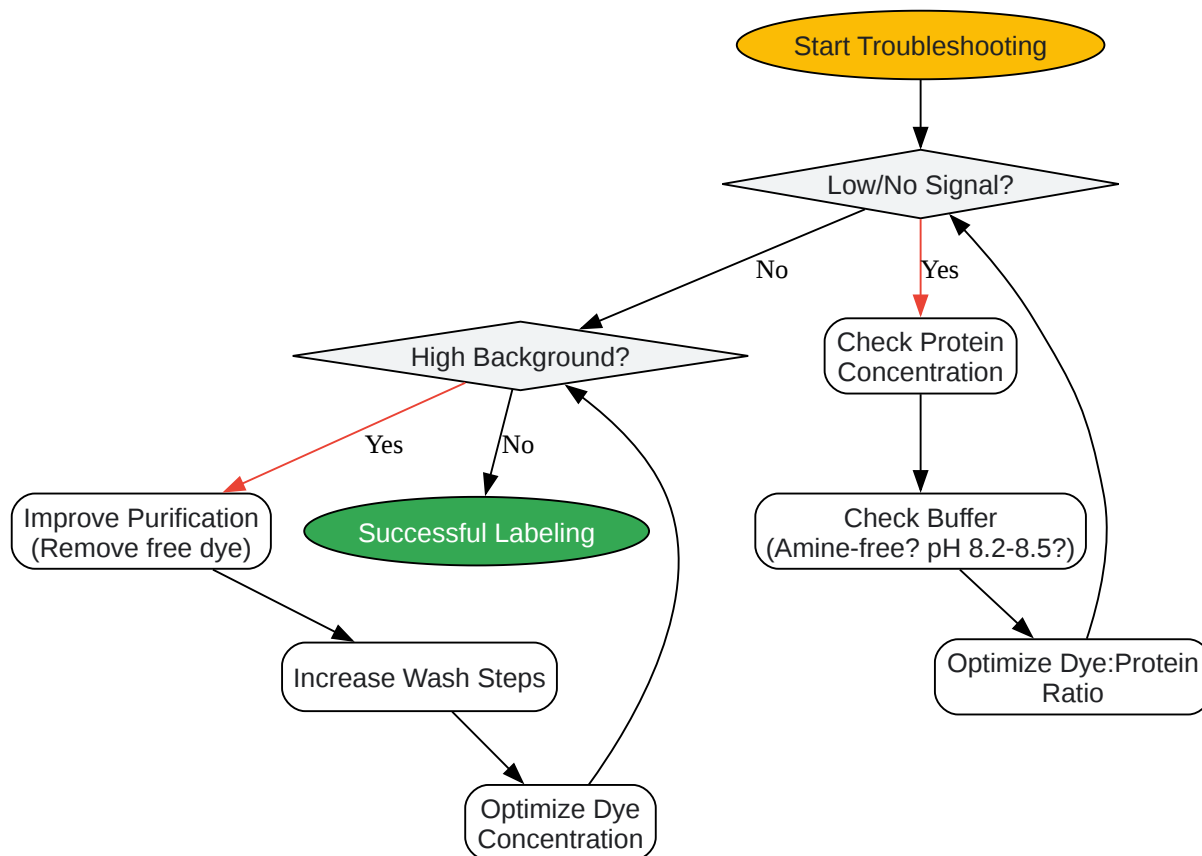 Start Troubleshooting
Low/No Signal?
No
Yes
Check Protein
Concentration
High Background?
Yes
No
Improve Purification
(Remove free dye)
Successful Labeling
Check Buffer
(Amine-free? pH 8.2-8.5?)
Increase Wash Steps
Optimize Dye:Protein
Ratio
Optimize Dye
Concentration